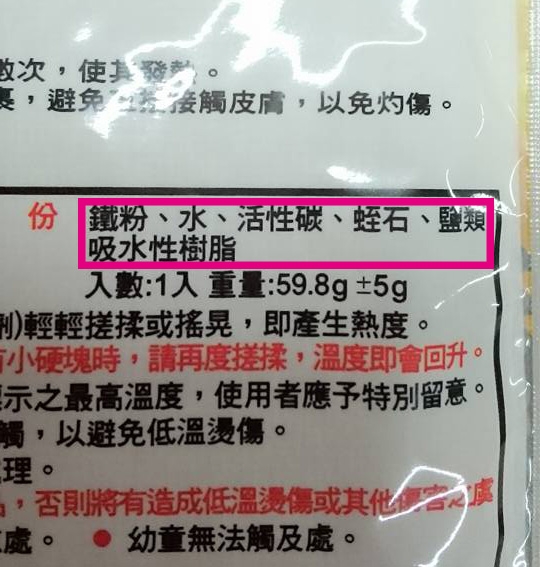 數次，使其發熱。
裹，避免直接接觸皮膚，以免灼傷。
份 鐵粉、水、活性碳、蛭石、鹽類
吸水性樹脂
入數:1入 重量:59.8g ±5g
劑)輕輕搓揉或搖晃，即產生熱度。
有小硬塊時，請再度搓揉，溫度即會回升。
標示之最高溫度，使用者應予特別留意。
觸，以避免低溫燙傷。
處理。
，否則將有造成低溫燙傷或其他傷害之虞
處。 ● 幼童無法觸及處。